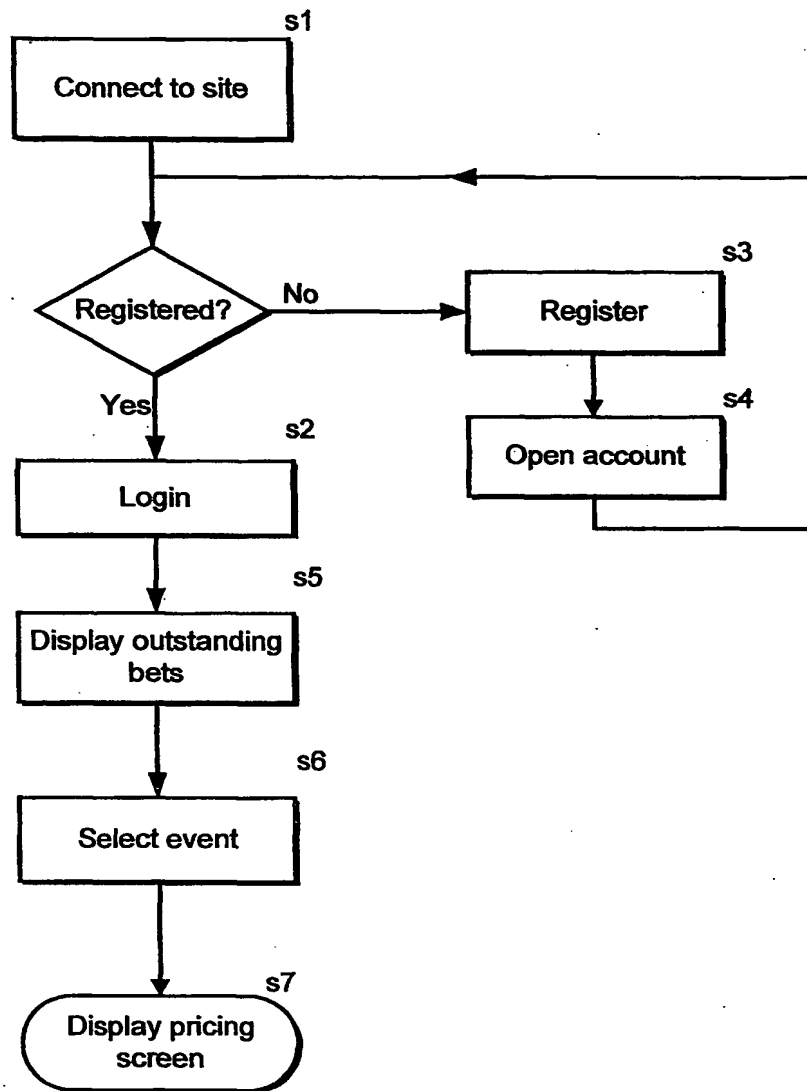 s1
Connect to site
Registered?
No
s3
Register
Yes
s4
Open account
s2
Login
s5
Display outstanding
bets
s6
Select event
s7
Display pricing
screen